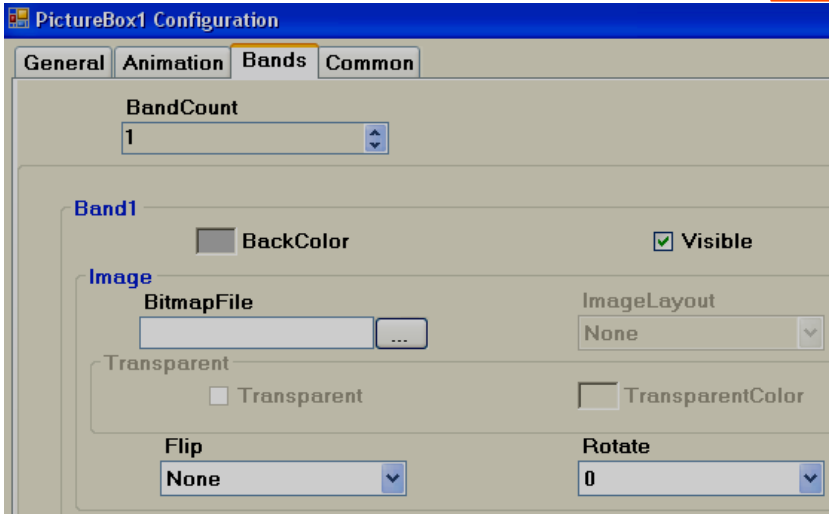 PictureBox1 Configuration
General Animation Bands Common
BandCount
1
Band1
BackColor Visible
Image
BitmapFile ImageLayout
... None
Transparent
Transparent TransparentColor
Flip Rotate
None 0